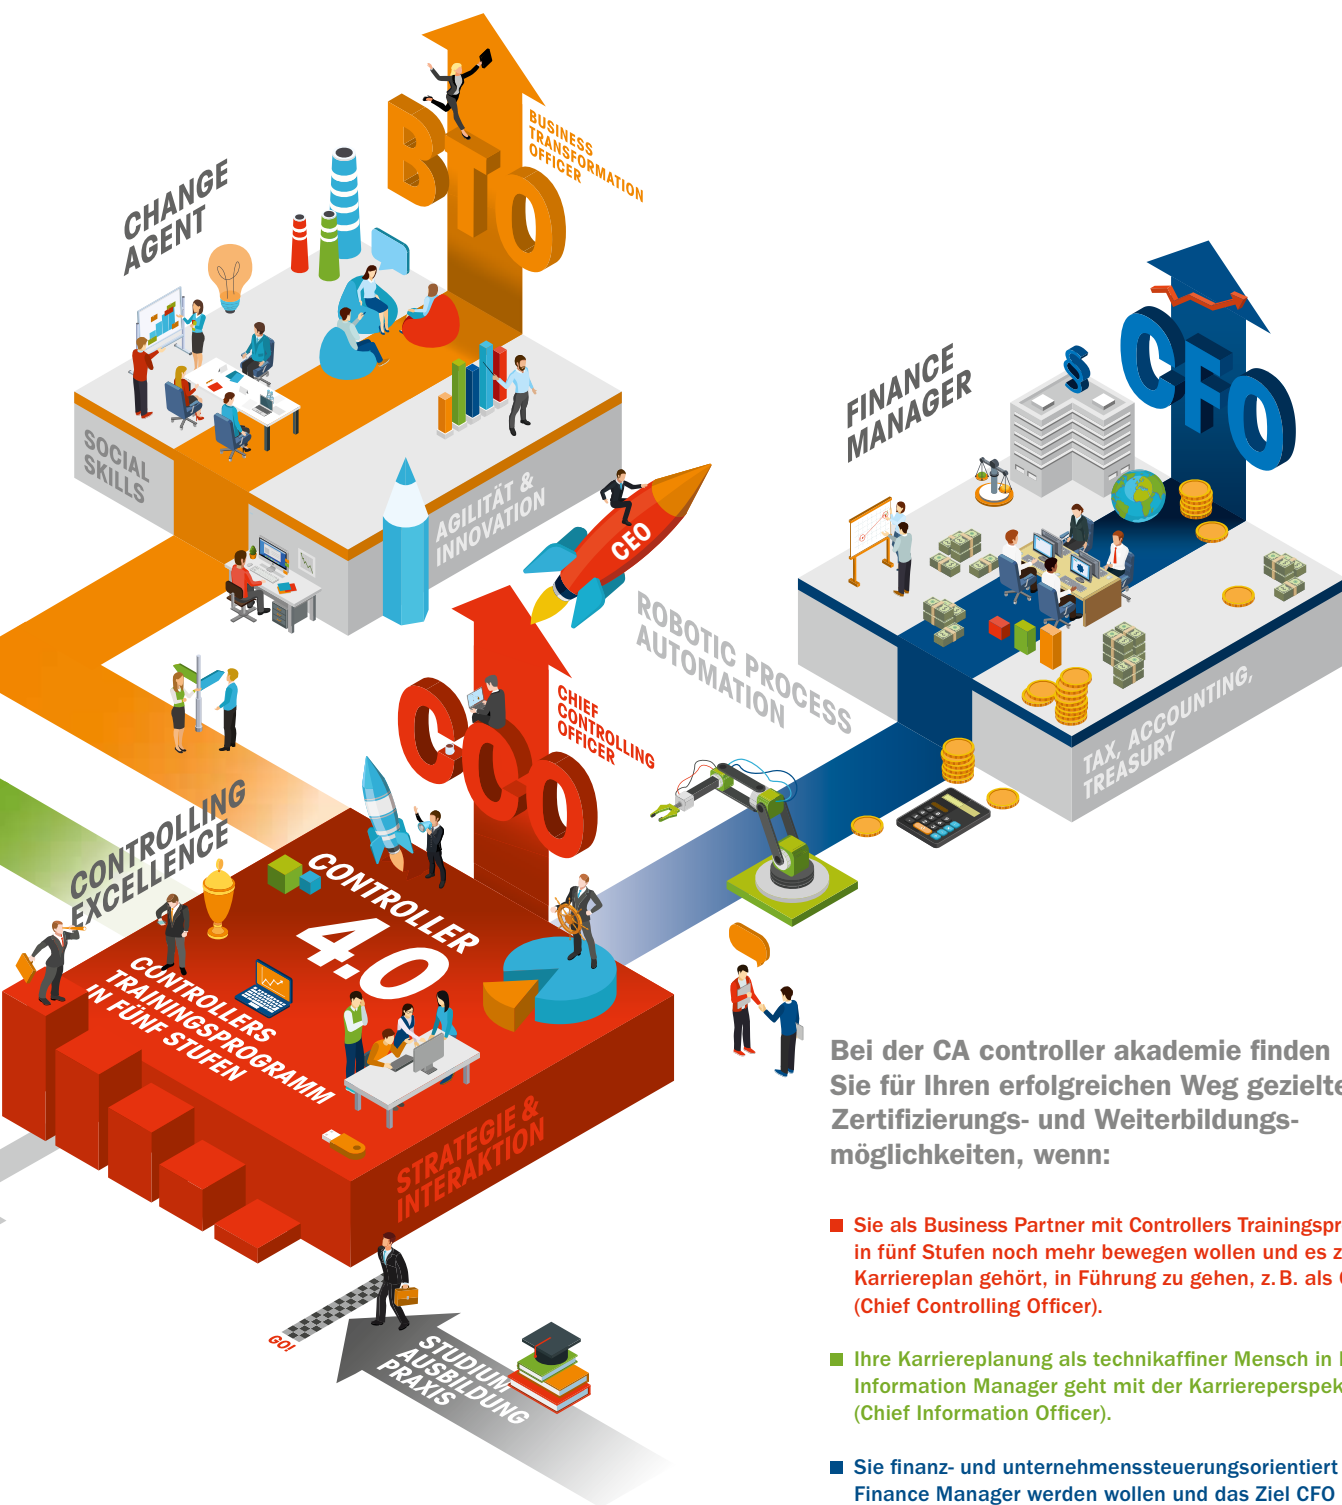 BUSINESS
TRANSFORMATION
OFFICER
BTO
CHANGE
AGENT
SOCIAL
SKILLS
AGILITÄT &
INNOVATION
CEO
FINANCE
MANAGER
§
CFO
TAX, ACCOUNTING,
TREASURY
ROBOTIC PROCESS
AUTOMATION
CCO
CHIEF
CONTROLLING
OFFICER
CONTROLLING
EXCELLENCE
CONTROLLER
4.0
CONTROLLERS
TRAININGSPROGRAMM
IN FÜNF STUFEN
STRATEGIE &
INTERAKTION
GO!
STUDIUM
AUSBILDUNG
PRAXIS
Bei der CA controller akademie finden
Sie für Ihren erfolgreichen Weg gezielte
Zertifizierungs- und Weiterbildungs-
möglichkeiten, wenn:
Sie als Business Partner mit Controllers Trainingspr
in fünf Stufen noch mehr bewegen wollen und es z
Karriereplan gehört, in Führung zu gehen, z. B. als
(Chief Controlling Officer).
Ihre Karriereplanung als technikaffiner Mensch in
Information Manager geht mit der Karriereperspek
(Chief Information Officer).
Sie finanz- und unternehmenssteuerungsorientiert
Finance Manager werden wollen und das Ziel CFO